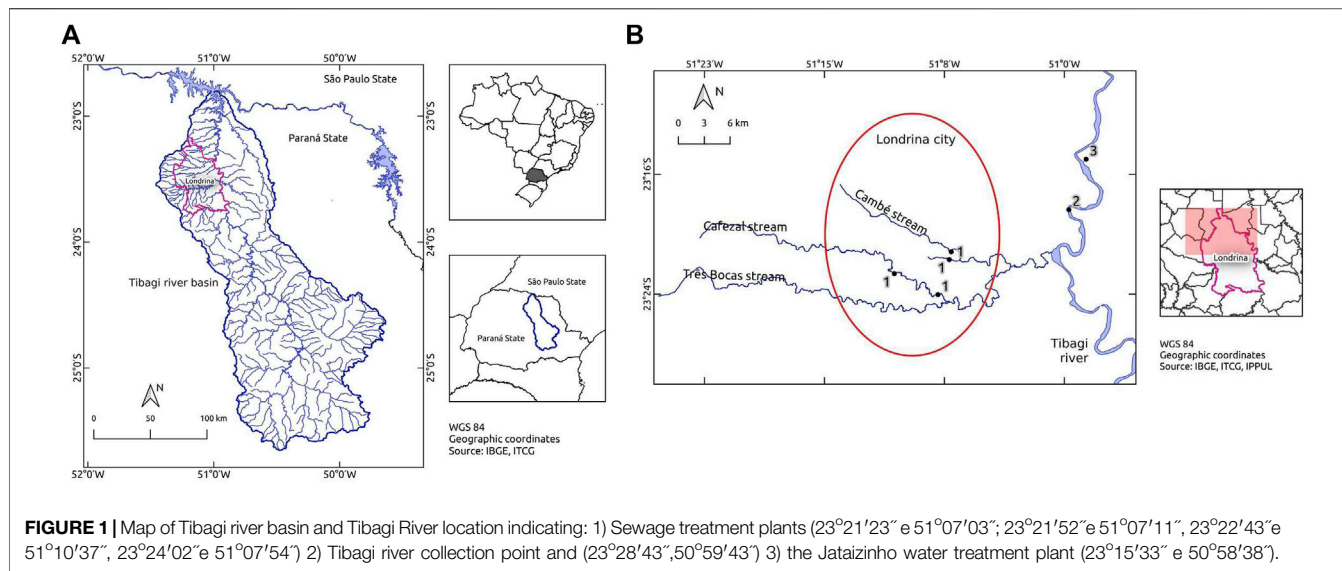 A
52°0'W
51°0'W
50°0'W
São Paulo State
Paraná State
23°0'S
23°0'S
Londrina
24°0'S
24°0'S
Tibagi river basin
25°0'S
25°0'S
N
0 50 100 km
52°0'W
51°0'W
50°0'W
São Paulo State
Paraná State
WGS 84
Geographic coordinates
Source: IBGE, ITCG
B
51°23'W
51°15'W
51°8'W
51°0'W
N
0 3 6 km
Londrina city
3
23°16'S
23°16'S
2
Cambé stream
Cafezal stream
1
1
Três Bocas stream
1
1
23°24'S
23°24'S
Tibagi
river
Londrina
WGS 84
Geographic coordinates
Source: IBGE, ITCG, IPPUL
FIGURE 1 | Map of Tibagi river basin and Tibagi River location indicating: 1) Sewage treatment plants (23°21′23˝ e 51°07′03˝; 23°21′52˝e 51°07′11˝, 23°22′43˝e
51°10′37˝, 23°24′02˝e 51°07′54˝) 2) Tibagi river collection point and (23°28′43˝,50°59′43˝) 3) the Jataizinho water treatment plant (23°15′33˝ e 50°58′38˝).